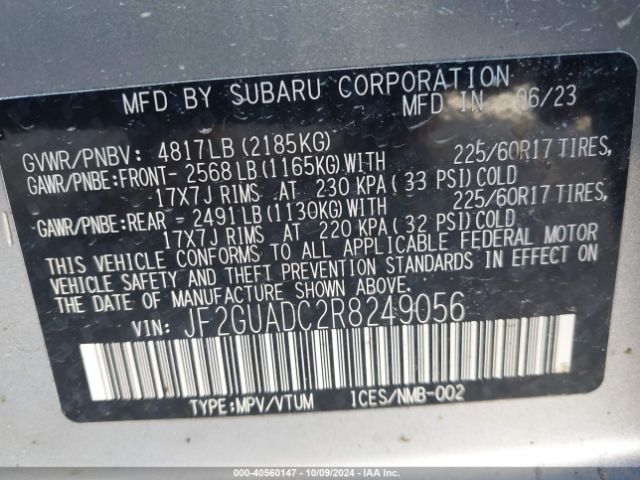 MFD BY SUBARU CORPORATION
MFD IN 06/23
GVWR/PNBV: 4817LB (2185KG)
GAWR/PNBE:FRONT- 2568LB(1165KG)WITH 225/60R17 TIRES,
17X7J RIMS AT 230 KPA( 33 PSI)COLD
GAWR/PNBE:REAR - 2491LB(1130KG)WITH 225/60R17 TIRES,
17X7J RIMS AT 220 KPA( 32 PSI)COLD
THIS VEHICLE CONFORMS TO ALL APPLICABLE FEDERAL MOTOR
VEHICLE SAFETY AND THEFT PREVENTION STANDARDS IN EFFECT ON
THE DATE OF MANUFACTURE SHOWN ABOVE.
VIN: JF2GUADC2R8249056
TYPE:MPV/VTUM ICES/NMB-002
000-40560147 - 10/09/2024 - IAA Inc.